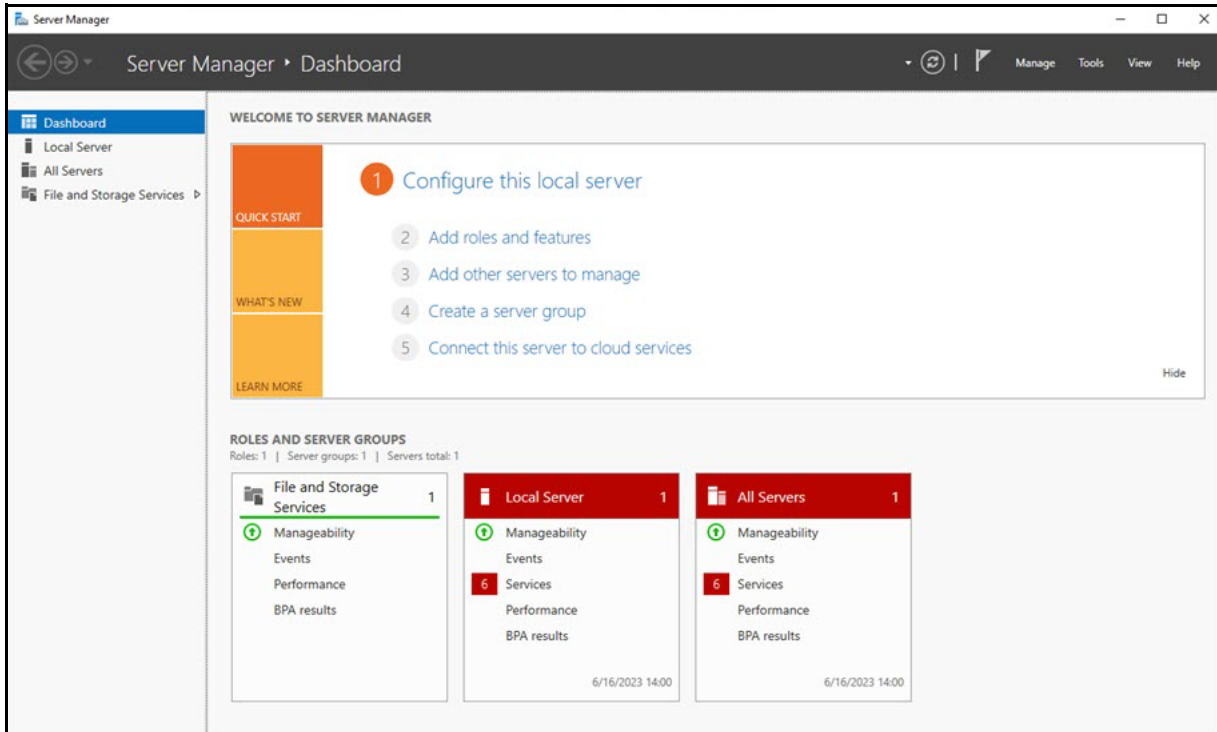 Server Manager
Server Manager ‣ Dashboard
Manage Tools View Help
Dashboard
Local Server
All Servers
File and Storage Services
WELCOME TO SERVER MANAGER
QUICK START
WHAT'S NEW
LEARN MORE
1 Configure this local server
2 Add roles and features
3 Add other servers to manage
4 Create a server group
5 Connect this server to cloud services
Hide
ROLES AND SERVER GROUPS
Roles: 1 | Server groups: 1 | Servers total: 1
File and Storage
Services
1
Manageability
Events
Performance
BPA results
Local Server 1
Manageability
Events
6 Services
Performance
BPA results
6/16/2023 14:00
All Servers 1
Manageability
Events
6 Services
Performance
BPA results
6/16/2023 14:00